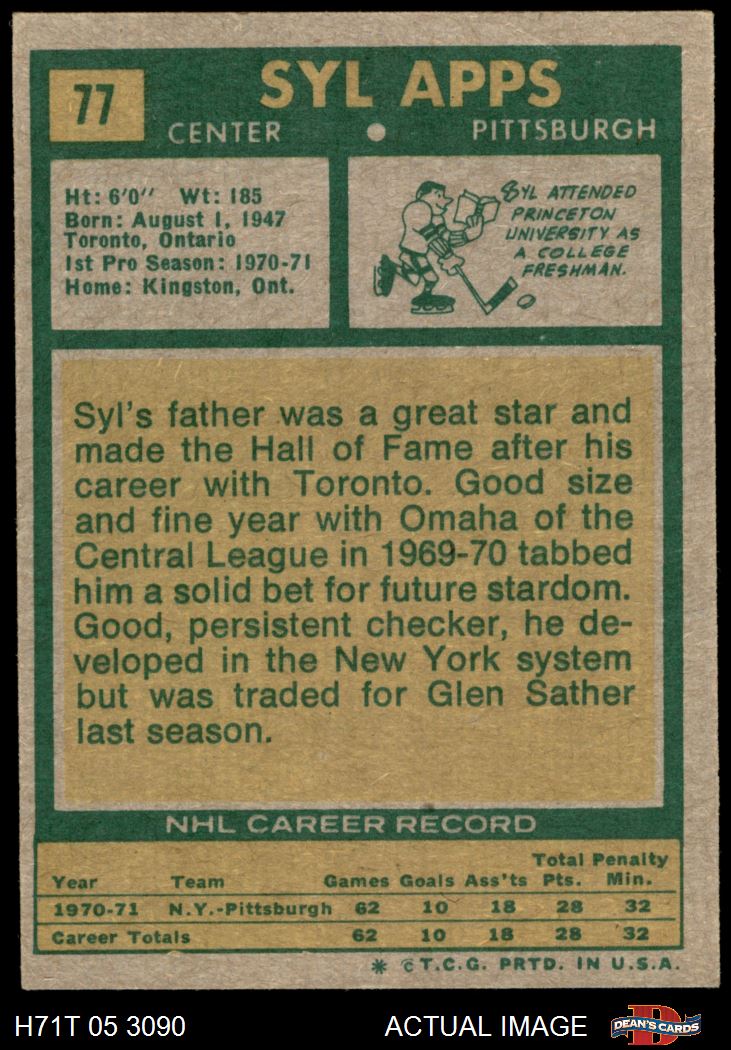 77
SYL APPS
CENTER • PITTSBURGH
Ht: 6'0'' Wt: 185
Born: August 1, 1947
Toronto, Ontario
1st Pro Season: 1970-71
Home: Kingston, Ont.
SYL ATTENDED
PRINCETON
UNIVERSITY AS
A COLLEGE
FRESHMAN.
Syl's father was a great star and
made the Hall of Fame after his
career with Toronto. Good size
and fine year with Omaha of the
Central League in 1969-70 tabbed
him a solid bet for future stardom.
Good, persistent checker, he de-
veloped in the New York system
but was traded for Glen Sather
last season.
NHL CAREER RECORD
Total Penalty
Year Team Games Goals Ass'ts Pts. Min.
1970-71 N.Y.-Pittsburgh 62 10 18 28 32
Career Totals 62 10 18 28 32
* © T.C.G. PRTD. IN U.S.A.
H71T 05 3090 ACTUAL IMAGE
D
DEAN'S CARDS